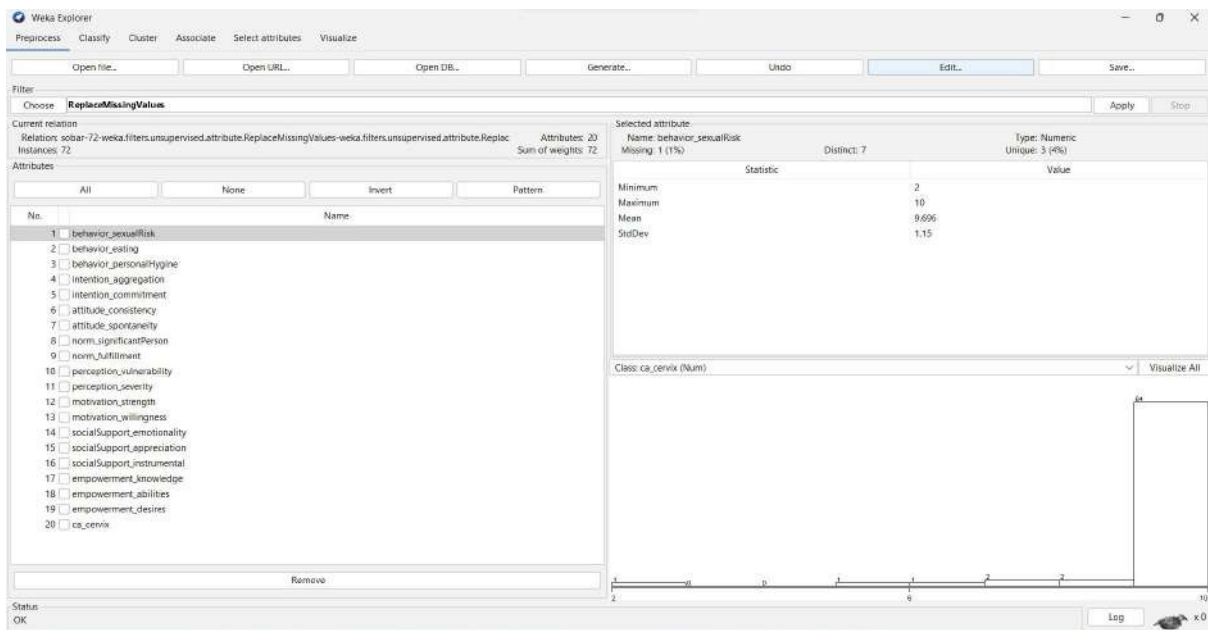 Weka Explorer
Preprocess Classify Cluster Associate Select attributes Visualize
Open file... Open URL... Open DB... Generate... Undo Edit... Save...
Filter
Choose ReplaceMissingValues Apply Stop
Current relation
Relation: sobar-72-weka.filters.unsupervised.attribute.ReplaceMissingValues-weka.filters.unsupervised.attribute.Replac Attributes: 20
Instances: 72 Sum of weights: 72
Selected attribute
Name: behavior_sexualRisk Type: Numeric
Missing: 1 (1%) Distinct: 7 Unique: 3 (4%)
Attributes
All None Invert Pattern
No. Name
1 behavior_sexualRisk
2 behavior_eating
3 behavior_personalHygine
4 intention_aggregation
5 intention_commitment
6 attitude_consistency
7 attitude_spontaneity
8 norm_significantPerson
9 norm_fulfillment
10 perception_vulnerability
11 perception_severity
12 motivation_strength
13 motivation_willingness
14 socialSupport_emotionality
15 socialSupport_appreciation
16 socialSupport_instrumental
17 empowerment_knowledge
18 empowerment_abilities
19 empowerment_desires
20 ca_cervix
Remove
Statistic Value
Minimum 2
Maximum 10
Mean 9.696
StdDev 1.15
Class: ca_cervix (Num) Visualize All
64
1 0 0 1 1 2 2
2 6 10
Status
OK
Log x 0